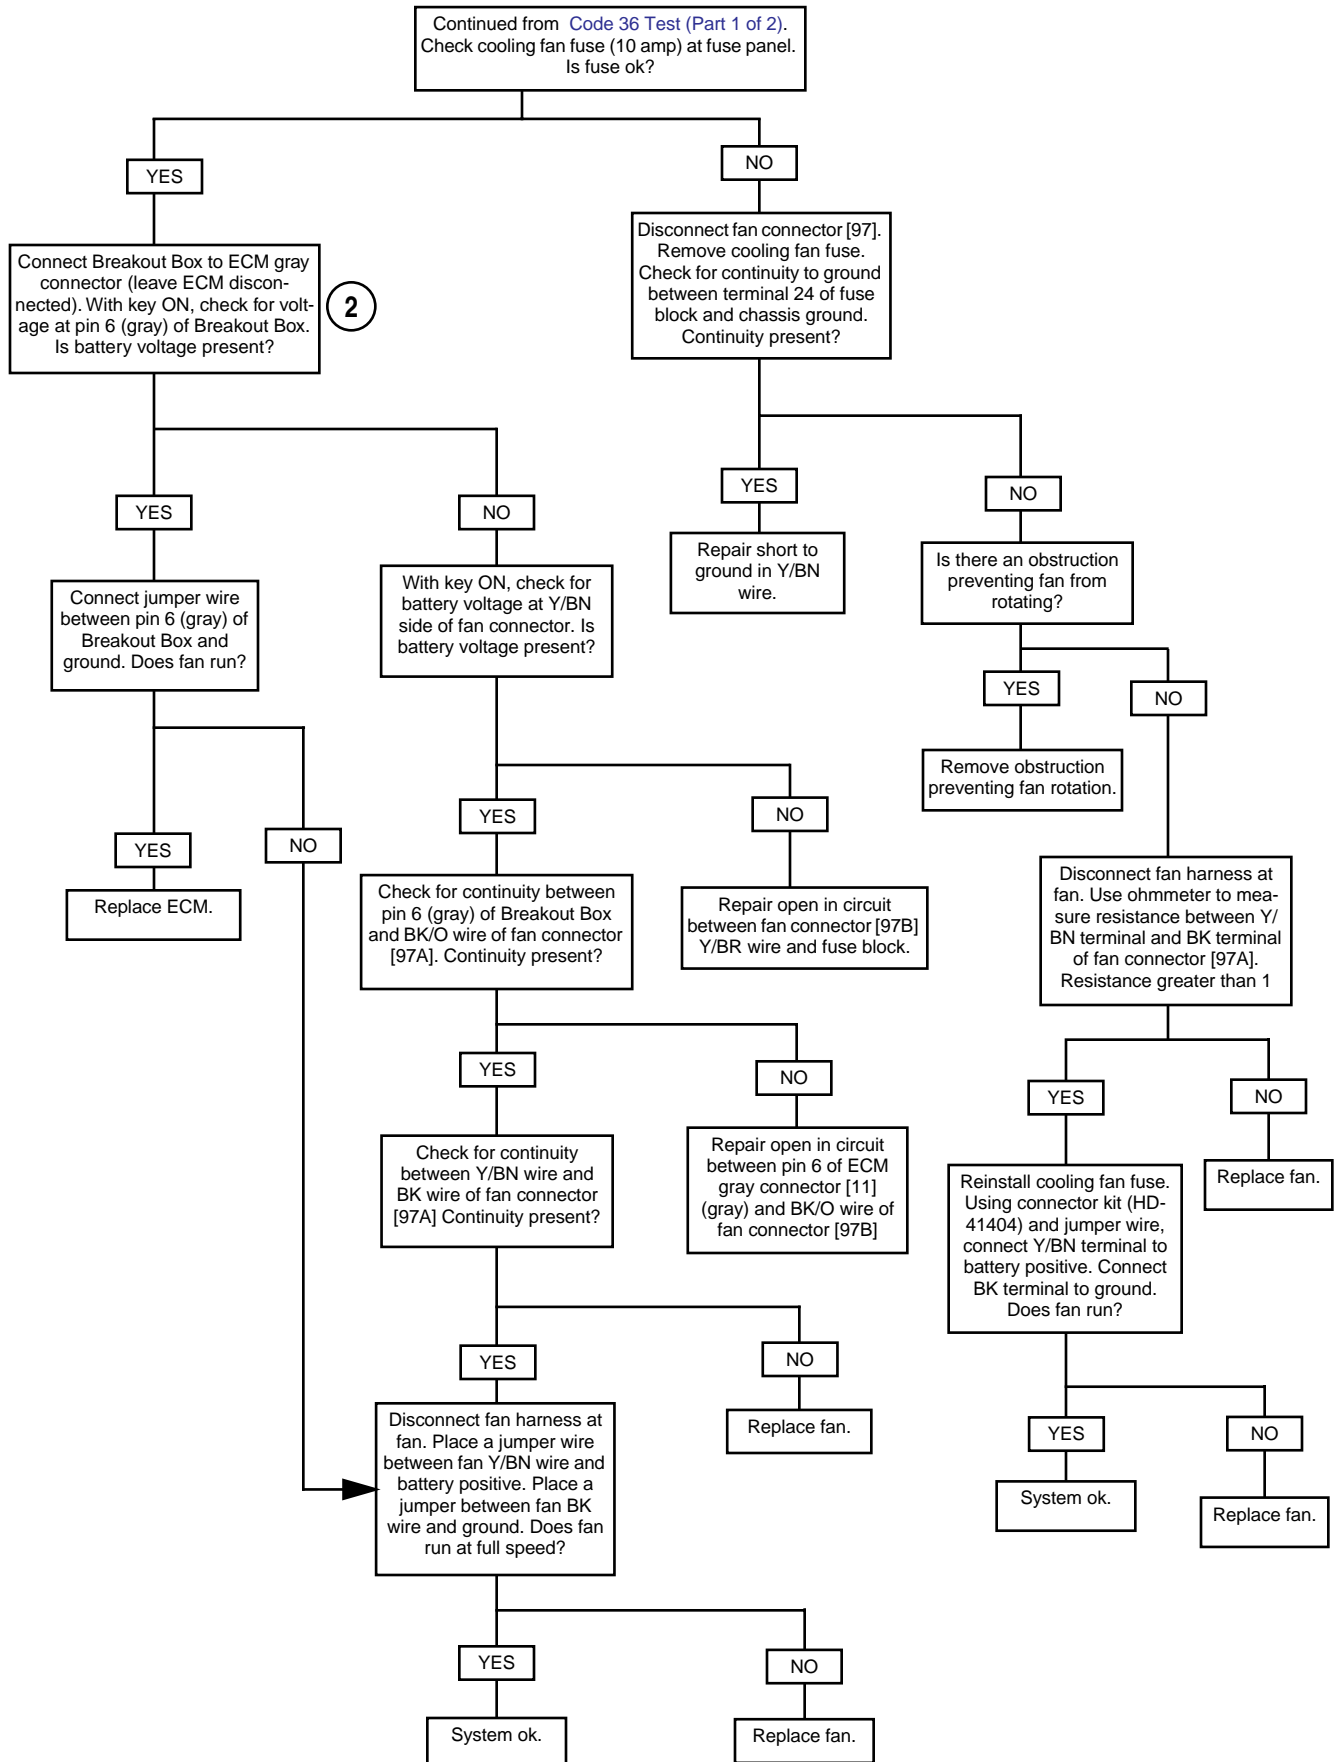 Continued from Code 36 Test (Part 1 of 2).
Check cooling fan fuse (10 amp) at fuse panel.
Is fuse ok?
YES
NO
Connect Breakout Box to ECM gray
connector (leave ECM discon-
nected). With key ON, check for volt-
age at pin 6 (gray) of Breakout Box.
Is battery voltage present?
2
Disconnect fan connector [97].
Remove cooling fan fuse.
Check for continuity to ground
between terminal 24 of fuse
block and chassis ground.
Continuity present?
YES
NO
YES
NO
Connect jumper wire
between pin 6 (gray) of
Breakout Box and
ground. Does fan run?
With key ON, check for
battery voltage at Y/BN
side of fan connector. Is
battery voltage present?
Repair short to
ground in Y/BN
wire.
Is there an obstruction
preventing fan from
rotating?
YES
NO
Remove obstruction
preventing fan rotation.
YES
NO
YES
NO
Replace ECM.
Check for continuity between
pin 6 (gray) of Breakout Box
and BK/O wire of fan connector
[97A]. Continuity present?
Repair open in circuit
between fan connector [97B]
Y/BR wire and fuse block.
Disconnect fan harness at
fan. Use ohmmeter to mea-
sure resistance between Y/
BN terminal and BK terminal
of fan connector [97A].
Resistance greater than 1
YES
NO
YES
NO
Check for continuity
between Y/BN wire and
BK wire of fan connector
[97A] Continuity present?
Repair open in circuit
between pin 6 of ECM
gray connector [11]
(gray) and BK/O wire of
fan connector [97B]
Reinstall cooling fan fuse.
Using connector kit (HD-
41404) and jumper wire,
connect Y/BN terminal to
battery positive. Connect
BK terminal to ground.
Does fan run?
Replace fan.
YES
NO
Disconnect fan harness at
fan. Place a jumper wire
between fan Y/BN wire and
battery positive. Place a
jumper between fan BK
wire and ground. Does fan
run at full speed?
Replace fan.
YES
NO
System ok.
Replace fan.
YES
NO
System ok.
Replace fan.